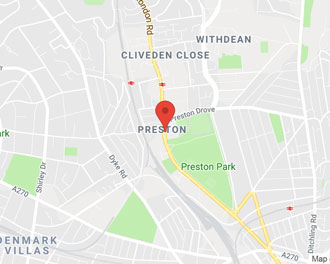 London Rd
WITHDEAN
CLIVEDEN CLOSE
Preston Drove
PRESTON
Preston Park
ark
Dyke Rd
Shirley Dr
A270
A270
Ditchling Rd
DENMARK
VILLAS
Map